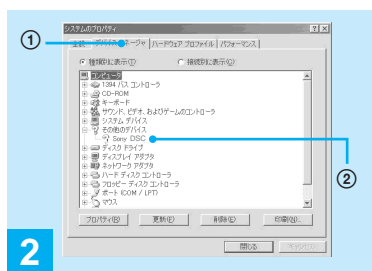 システムのプロパティ
①
全般 デバイス マネージャ ハードウェア プロファイル パフォーマンス
種類別に表示(T) 接続別に表示(C)
コンピュータ
1394 バス コントローラ
CD-ROM
キーボード
サウンド、ビデオ、およびゲームのコントローラ
システム デバイス
その他のデバイス
Sony DSC
②
ディスク ドライブ
ディスプレイ アダプタ
ネットワーク アダプタ
ハード ディスク コントローラ
フロッピー ディスク コントローラ
ポート (COM / LPT)
マウス
プロパティ(R) 更新(F) 削除(E) 印刷(N)...
閉じる キャンセル
2